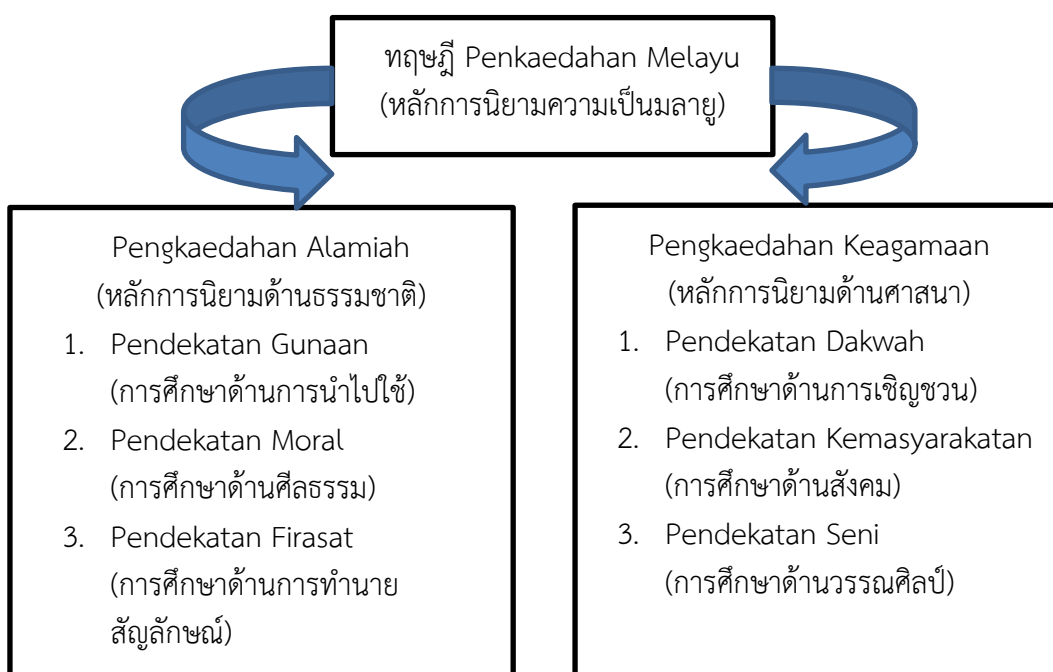 ทฤษฎี Penkaedahan Melayu
(หลักการนิยามความเป็นมลายู)
Pengkaedahan Alamiah
(หลักการนิยามด้านธรรมชาติ)
1. Pendekatan Gunaan
(การศึกษาด้านการนำไปใช้)
2. Pendekatan Moral
(การศึกษาด้านศีลธรรม)
3. Pendekatan Firasat
(การศึกษาด้านการทำนาย
สัญลักษณ์)
Pengkaedahan Keagamaan
(หลักการนิยามด้านศาสนา)
1. Pendekatan Dakwah
(การศึกษาด้านการเชิญชวน)
2. Pendekatan Kemasyarakatan
(การศึกษาด้านสังคม)
3. Pendekatan Seni
(การศึกษาด้านวรรณศิลป์)